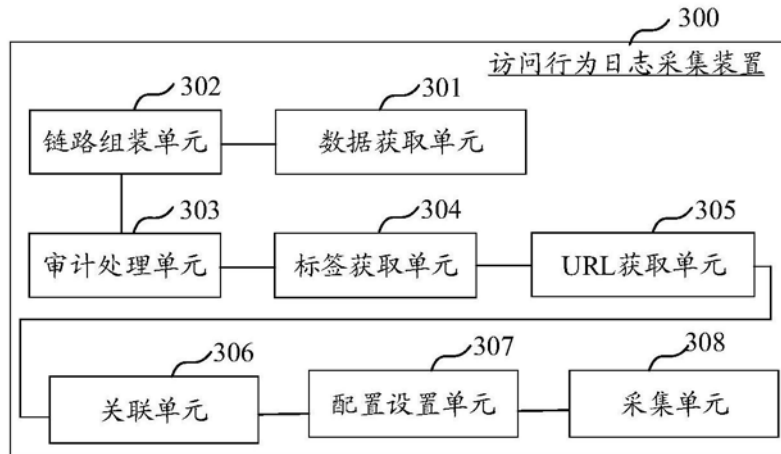 300
访问行为日志采集装置
302
301
链路组装单元
数据获取单元
303
304
305
审计处理单元
标签获取单元
URL获取单元
306
307
308
关联单元
配置设置单元
采集单元